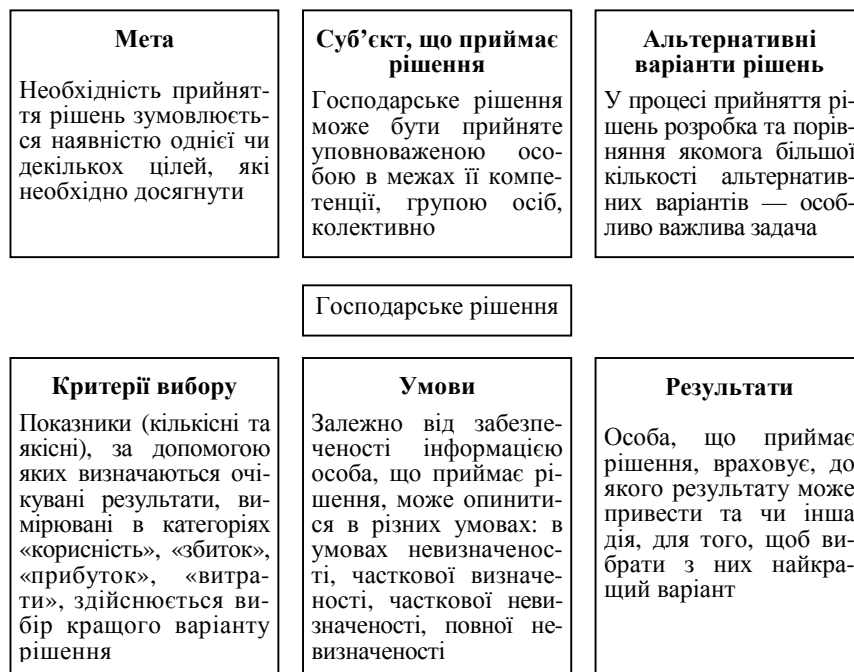 Мета
Необхідність прийнят-
тя рішень зумовлюєть-
ся наявністю однієї чи
декількох цілей, які
необхідно досягнути
Суб’єкт, що приймає
рішення
Господарське рішення
може бути прийняте
уповноваженою осо-
бою в межах її компе-
тенції, групою осіб,
колективно
Альтернативні
варіанти рішень
У процесі прийняття рі-
шень розробка та порів-
няння якомога більшої
кількості альтернатив-
них варіантів — особ-
ливо важлива задача
Господарське рішення
Критерії вибору
Показники (кількісні та
якісні), за допомогою
яких визначаються очі-
кувані результати, ви-
мірювані в категоріях
«корисність», «збиток»,
«прибуток», «витра-
ти», здійснюється ви-
бір кращого варіанту
рішення
Умови
Залежно від забезпе-
ченості інформацією
особа, що приймає рі-
шення, може опинити-
ся в різних умовах: в
умовах невизначенос-
ті, часткової визначе-
ності, часткової неви-
значеності, повної не-
визначеності
Результати
Особа, що приймає
рішення, враховує, до
якого результату може
привести та чи інша
дія, для того, щоб ви-
брати з них найкра-
щий варіант